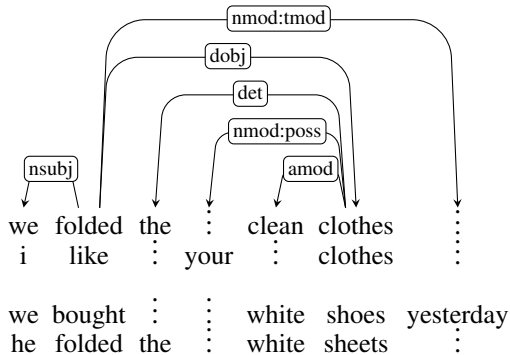 nmod:tmod
dobj
det
nmod:poss
nsubj amod
we folded the ⋮ clean clothes ⋮
i like ⋮ your ⋮ clothes ⋮
we bought ⋮ ⋮ white shoes yesterday
he folded the ⋮ white sheets ⋮